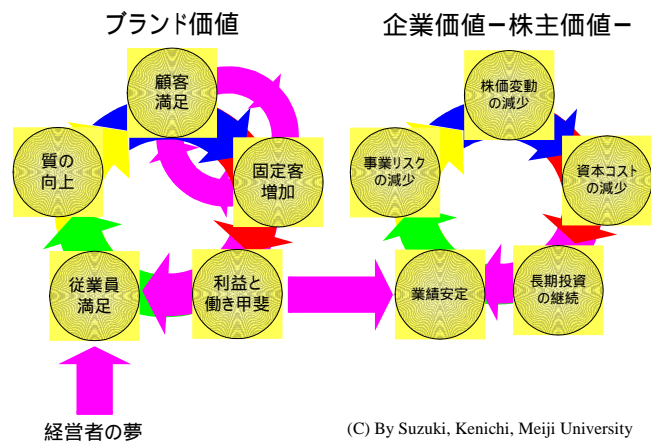 ブランド価値
企業価値－株主価値－
顧客
満足
固定客
増加
利益と
働き甲斐
従業員
満足
質の
向上
経営者の夢
株価変動
の減少
資本コスト
の減少
長期投資
の継続
業績安定
事業リスク
の減少
(C) By Suzuki, Kenichi, Meiji University